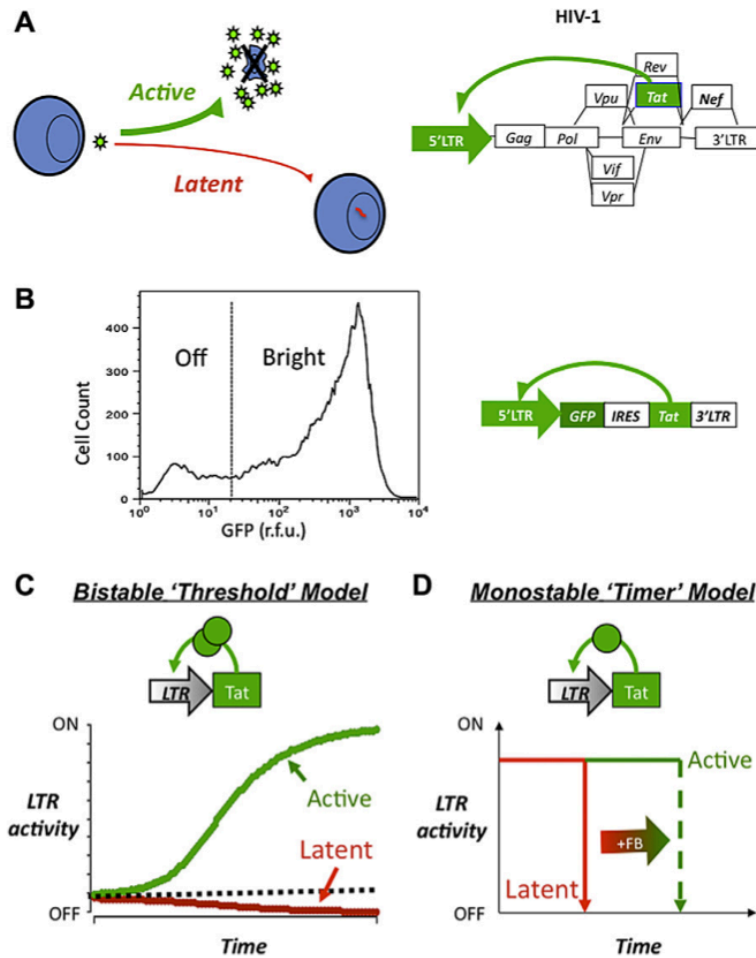 A
HIV-1
Active
Latent
Rev
Vpu
Tat
Nef
5'LTR
Gag
Pol
Env
3'LTR
Vif
Vpr
B
Off
Bright
Cell Count
400
300
200
100
0
10⁰
10¹
10²
10³
10⁴
GFP (r.f.u.)
5'LTR
GFP
IRES
Tat
3'LTR
C
Bistable 'Threshold' Model
LTR
Tat
ON
LTR
activity
Active
Latent
OFF
Time
D
Monostable 'Timer' Model
LTR
Tat
ON
LTR
activity
Active
+FB
Latent
OFF
Time